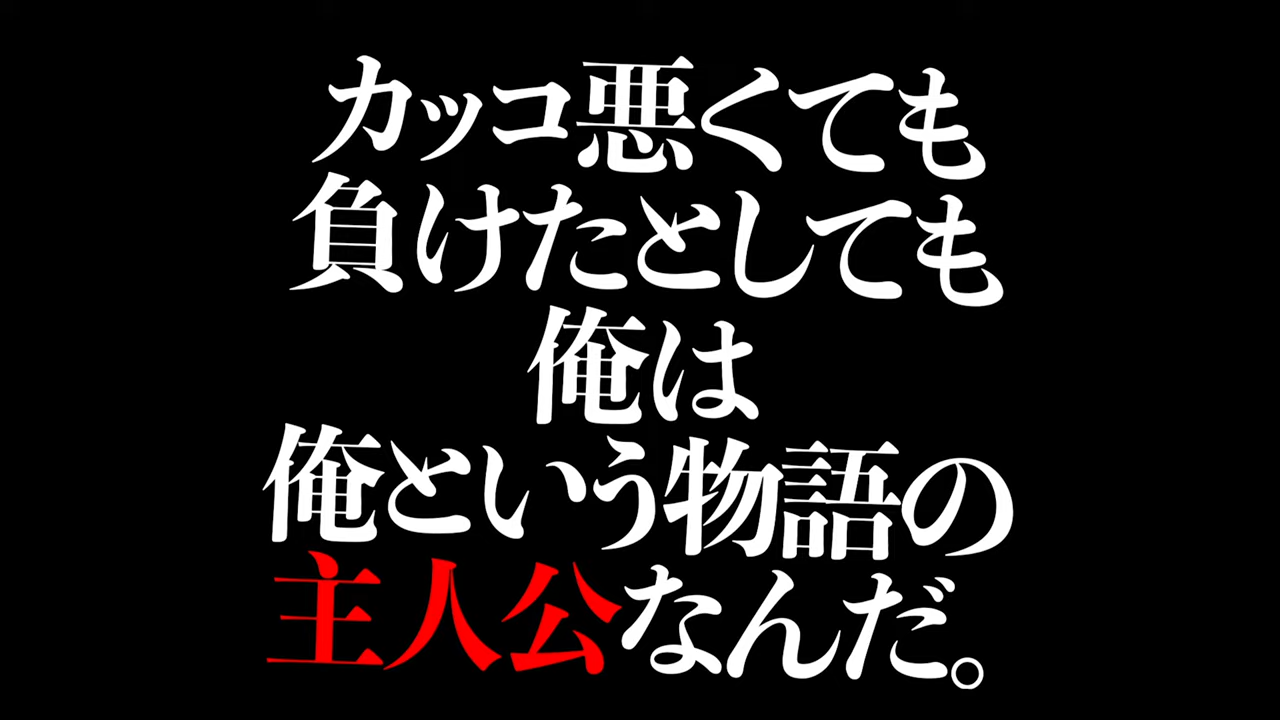 カッコ悪くても
負けたとしても
俺は
俺という物語の
主人公なんだ。